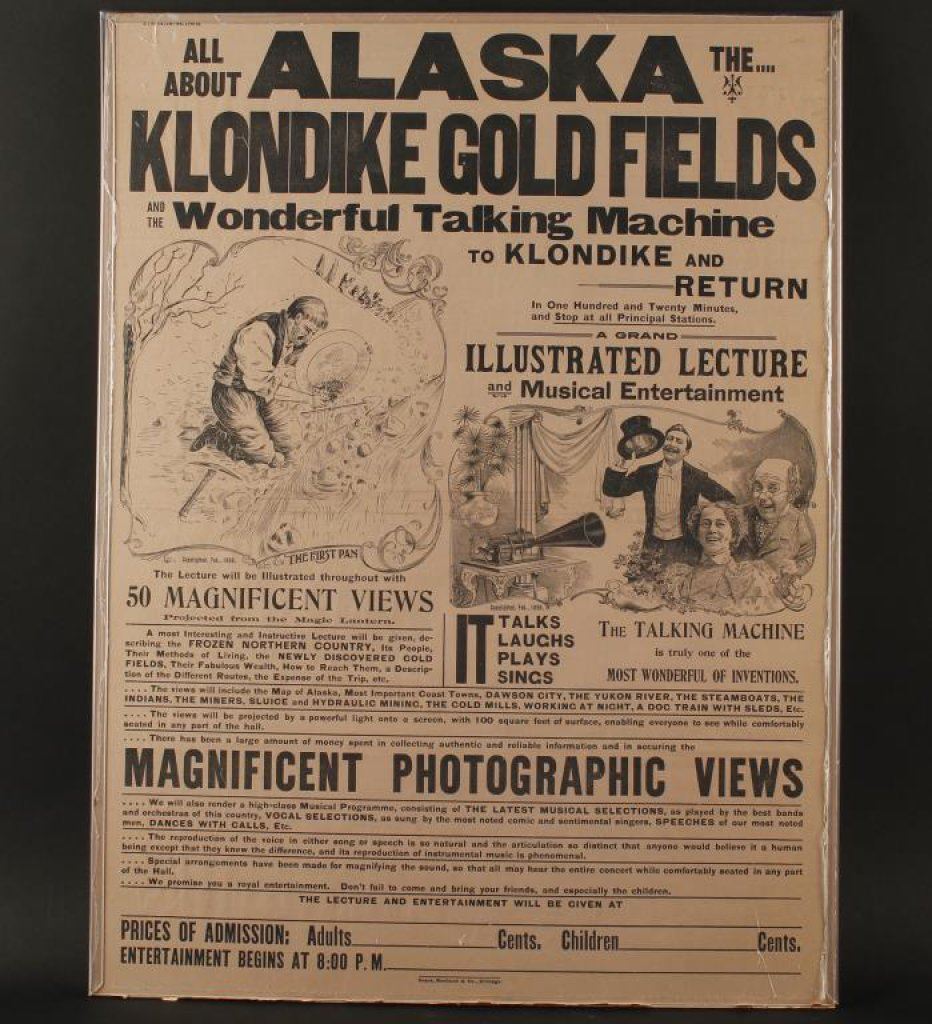 ALL ABOUT ALASKA THE....
KLONDIKE GOLD FIELDS
AND THE Wonderful Talking Machine
TO KLONDIKE AND
RETURN
In One Hundred and Twenty Minutes,
and Stop at all Principal Stations.
A GRAND
ILLUSTRATED LECTURE
and Musical Entertainment
THE FIRST PAN
Copyrighted, Feb., 1898.
The Lecture will be Illustrated throughout with
50 MAGNIFICENT VIEWS
Projected from the Magic Lantern.
A most Interesting and Instructive Lecture will be given, de-
scribing the FROZEN NORTHERN COUNTRY, Its People,
Their Methods of Living, the NEWLY DISCOVERED GOLD
FIELDS, Their Fabulous Wealth, How to Reach Them, a Descrip-
tion of the Different Routes, the Expense of the Trip, etc.
Copyrighted, Feb., 1898.
IT TALKS
LAUGHS
PLAYS
SINGS
THE TALKING MACHINE
is truly one of the
MOST WONDERFUL OF INVENTIONS.
....The views will include the Map of Alaska, Most Important Coast Towns, DAWSON CITY, THE YUKON RIVER, THE STEAMBOATS, THE
INDIANS, THE MINERS, SLUICE and HYDRAULIC MINING, THE GOLD MILLS, WORKING AT NIGHT, A DOG TRAIN WITH SLEDS, Etc.
....The views will be projected by a powerful light onto a screen, with 100 square feet of surface, enabling everyone to see while comfortably
seated in any part of the hall.
....There has been a large amount of money spent in collecting authentic and reliable information and in securing the
MAGNIFICENT PHOTOGRAPHIC VIEWS
....We will also render a high-class Musical Programme, consisting of THE LATEST MUSICAL SELECTIONS, as played by the best bands
and orchestras of this country, VOCAL SELECTIONS, as sung by the most noted comic and sentimental singers, SPEECHES of our most noted
men, DANCES WITH CALLS, Etc.
....The reproduction of the voice in either song or speech is so natural and the articulation so distinct that anyone would believe it a human
being except that they knew the difference, and its reproduction of instrumental music is phenomenal.
....Special arrangements have been made for magnifying the sound, so that all may hear the entire concert while comfortably seated in any part
of the Hall.
....We promise you a royal entertainment. Don't fail to come and bring your friends, and especially the children.
THE LECTURE AND ENTERTAINMENT WILL BE GIVEN AT
PRICES OF ADMISSION: Adults Cents. Children Cents.
ENTERTAINMENT BEGINS AT 8:00 P. M.